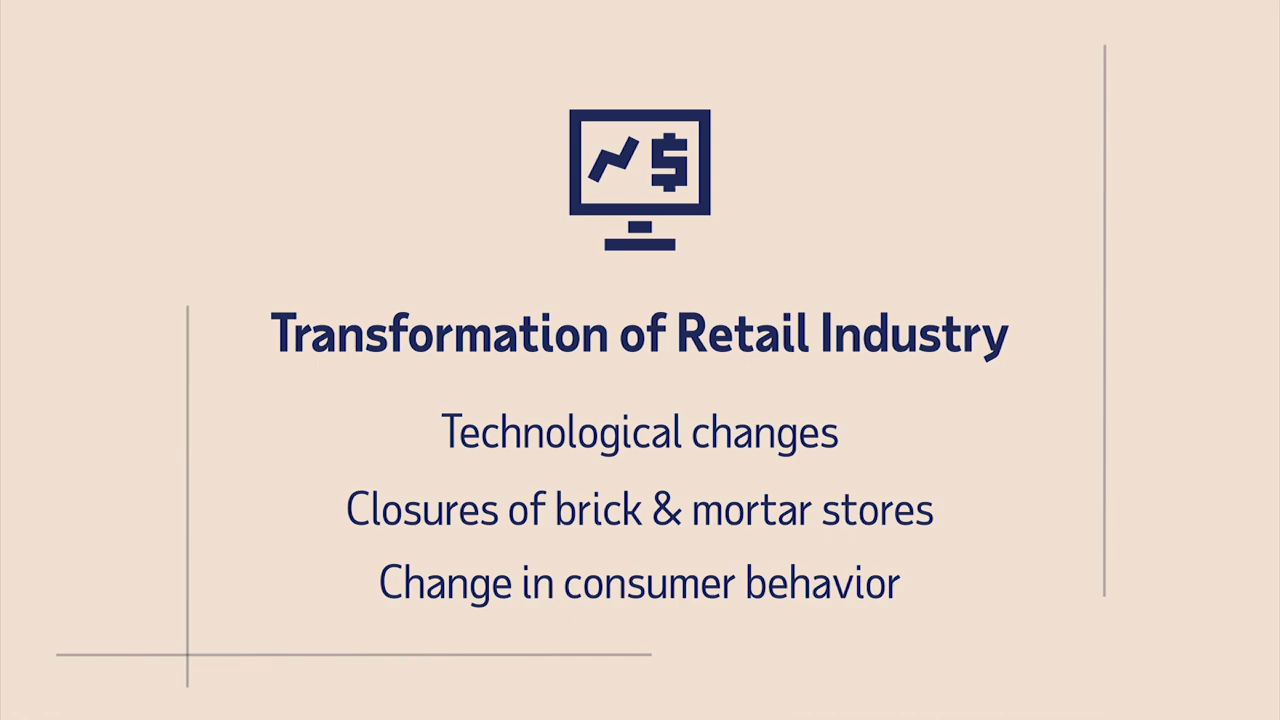 Transformation of Retail Industry
Technological changes
Closures of brick & mortar stores
Change in consumer behavior